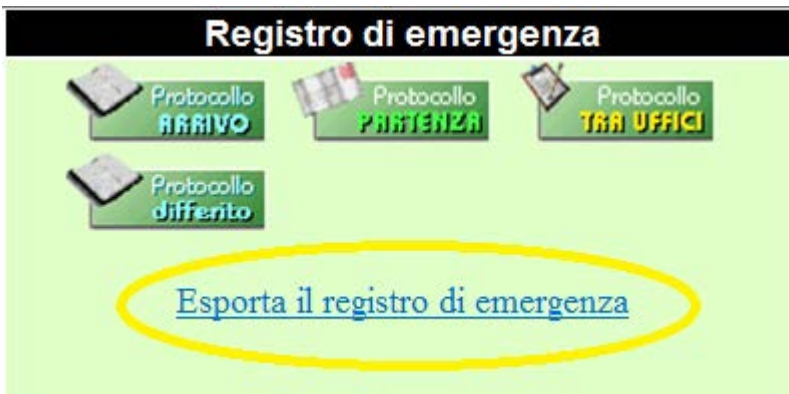 Registro di emergenza
Protocollo ARRIVO
Protocollo PARTENZA
Protocollo TRA UFFICI
Protocollo differito
Esporta il registro di emergenza